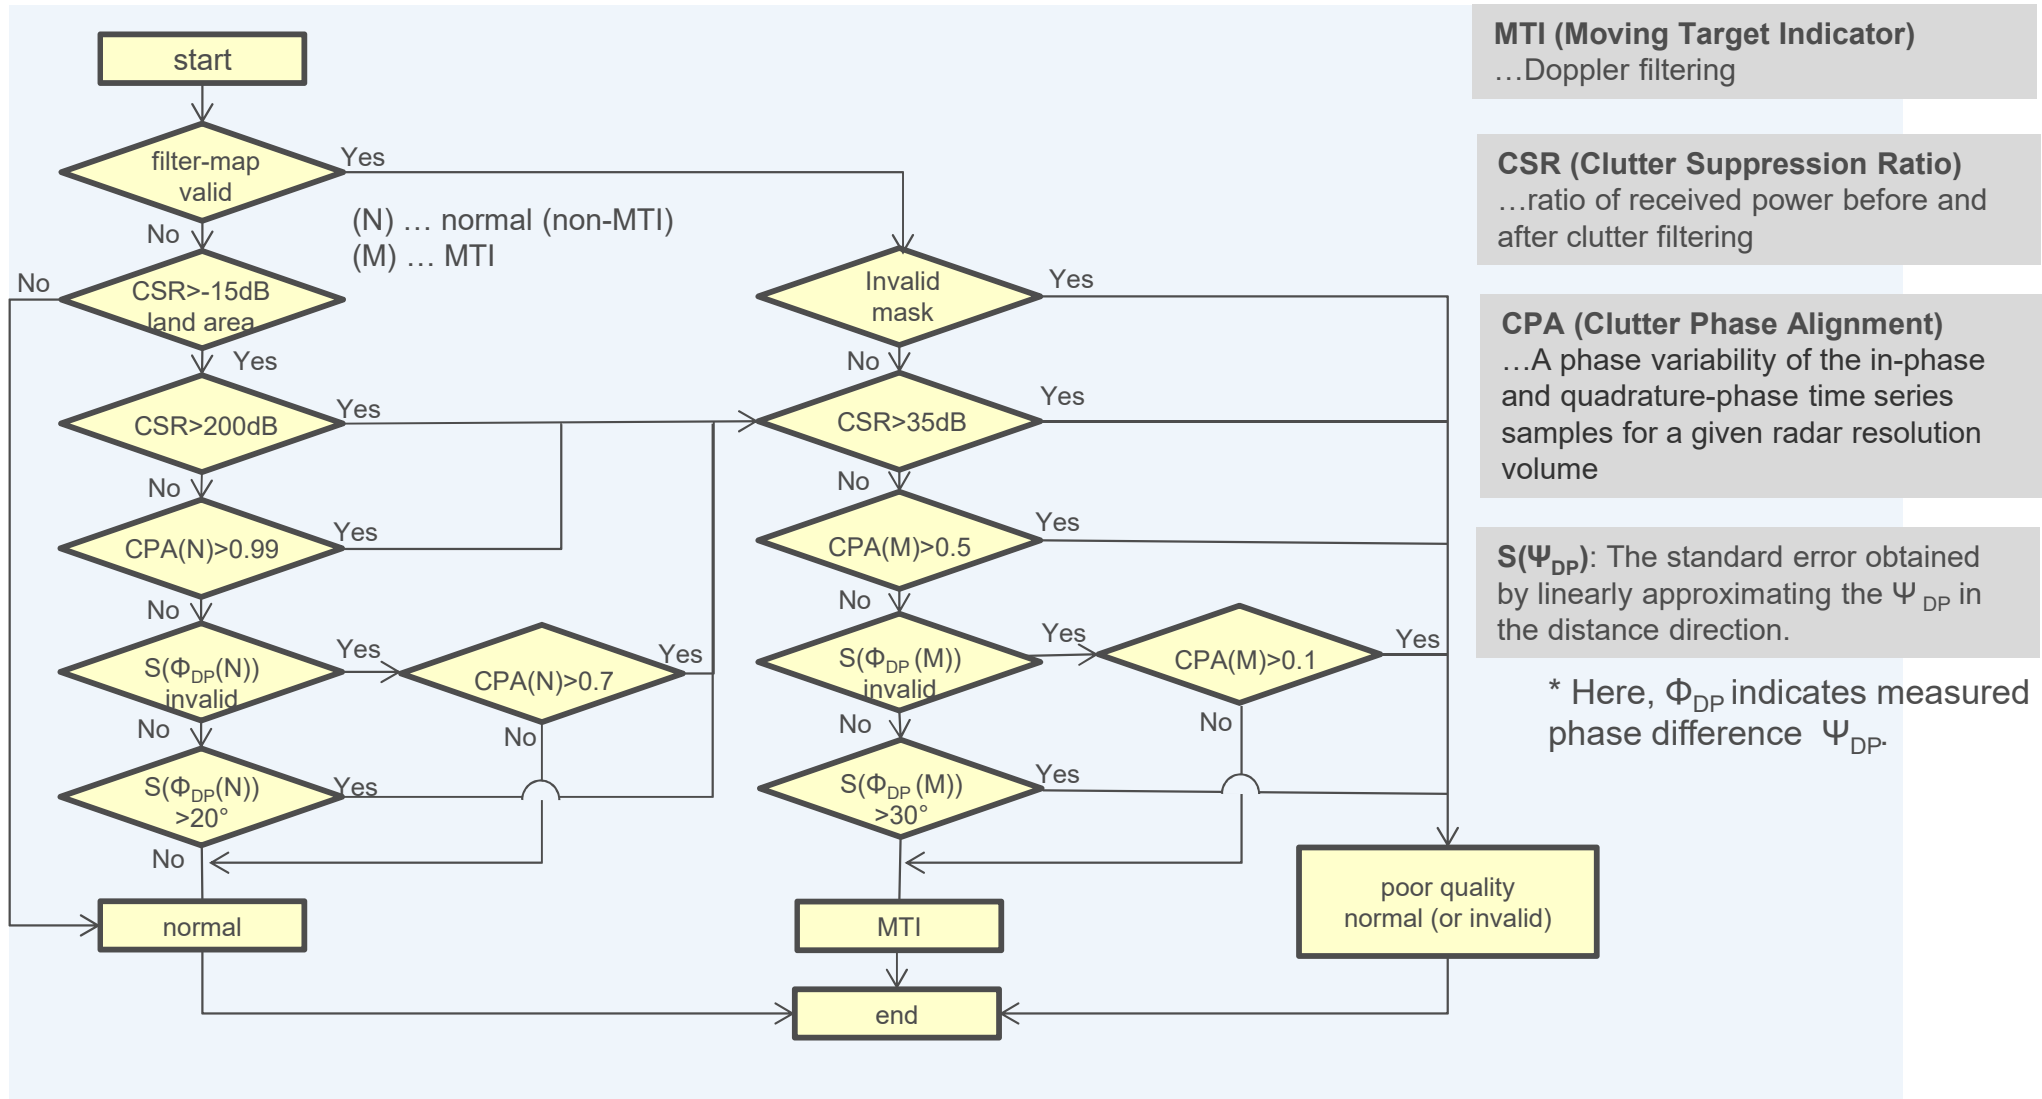 start
filter-map
valid
Yes
No
(N) … normal (non-MTI)
(M) … MTI
No
CSR>-15dB
land area
Yes
CSR>200dB
Yes
No
CPA(N)>0.99
Yes
No
S(ΦDP(N))
invalid
Yes
CPA(N)>0.7
Yes
No
No
S(ΦDP(N))
>20°
Yes
No
normal
Invalid
mask
Yes
No
CSR>35dB
Yes
No
CPA(M)>0.5
Yes
No
S(ΦDP (M))
invalid
Yes
CPA(M)>0.1
Yes
No
No
S(ΦDP (M))
>30°
Yes
MTI
poor quality
normal (or invalid)
end
MTI (Moving Target Indicator)
…Doppler filtering
CSR (Clutter Suppression Ratio)
…ratio of received power before and
after clutter filtering
CPA (Clutter Phase Alignment)
…A phase variability of the in-phase
and quadrature-phase time series
samples for a given radar resolution
volume
S(ΨDP): The standard error obtained
by linearly approximating the Ψ DP in
the distance direction.
* Here, ΦDP indicates measured
phase difference ΨDP.